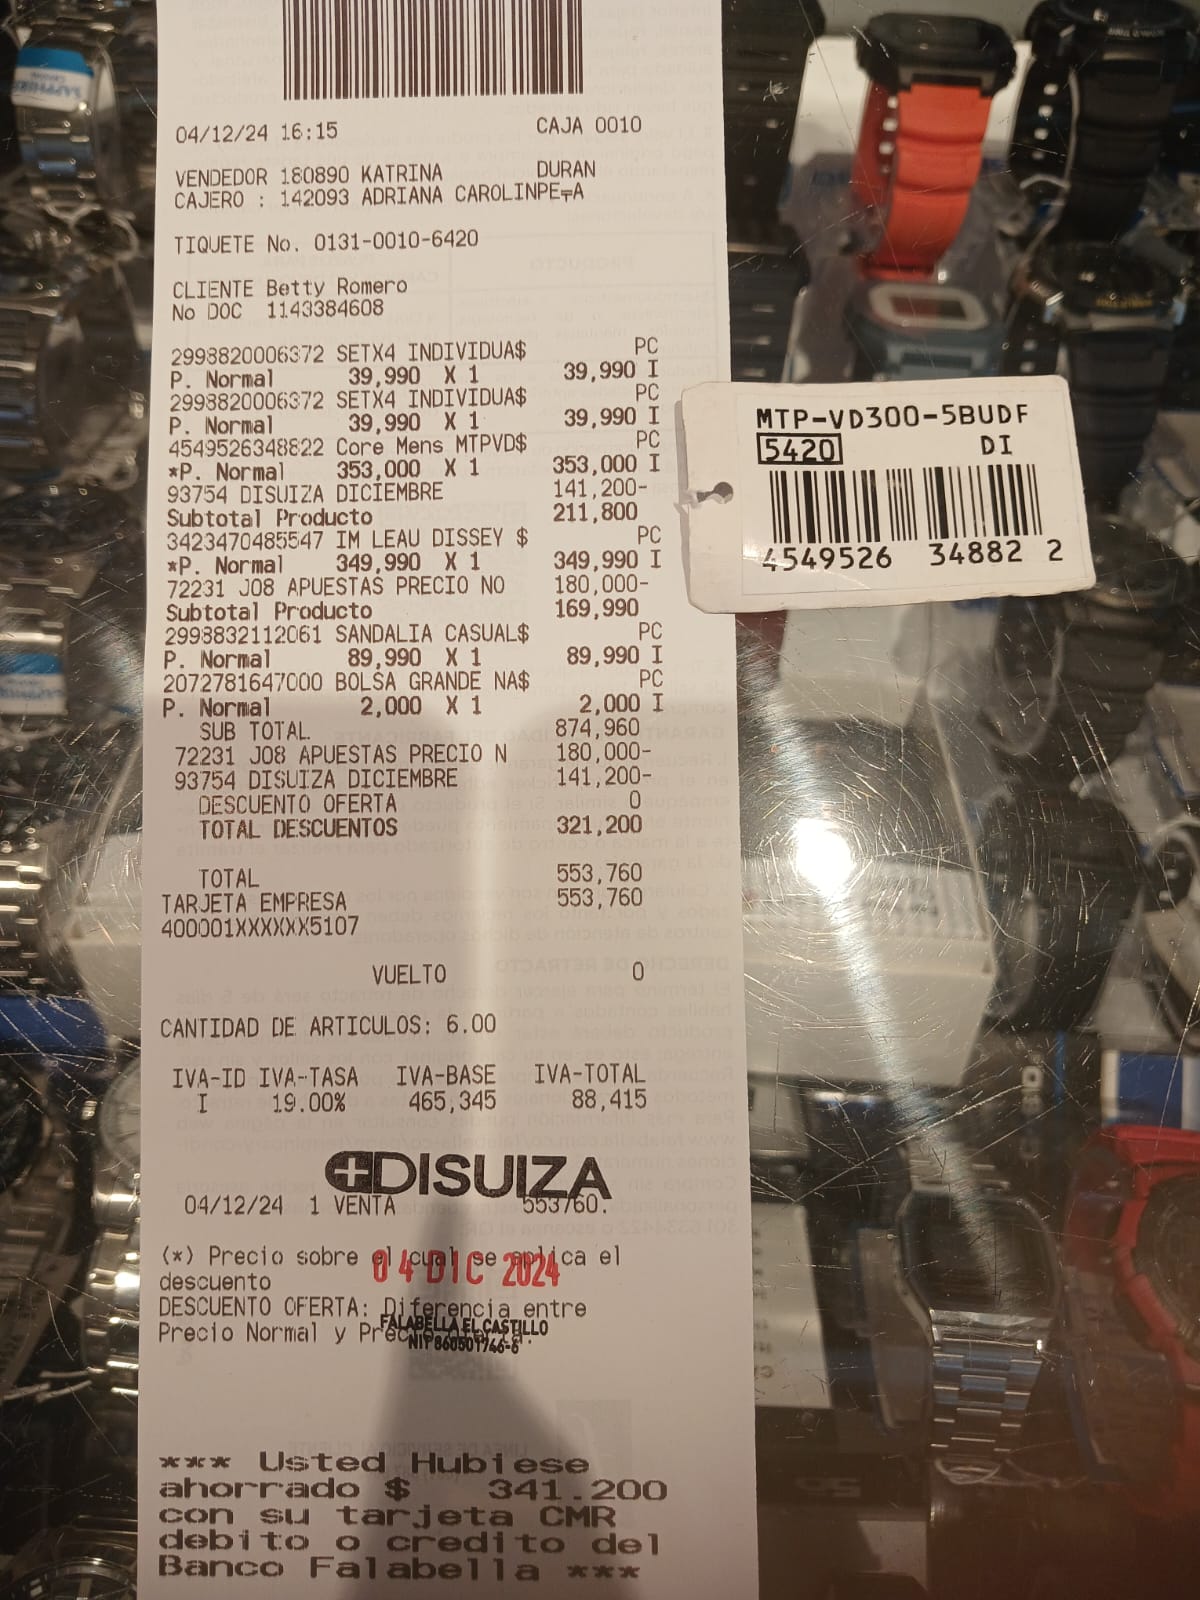 04/12/24 16:15 CAJA 0010
VENDEDOR 180890 KATRINA DURAN
CAJERO : 142093 ADRIANA CAROLINPE╤A
TIQUETE No. 0131-0010-6420
CLIENTE Betty Romero
No DOC 1143384608
2998820006372 SETX4 INDIVIDUA$ PC
P. Normal 39,990 X 1 39,990 I
2998820006372 SETX4 INDIVIDUA$ PC
P. Normal 39,990 X 1 39,990 I
4549526348822 Core Mens MTPVD$ PC
*P. Normal 353,000 X 1 353,000 I
93754 DISUIZA DICIEMBRE 141,200-
Subtotal Producto 211,800
3423470485547 IM LEAU DISSEY $ PC
*P. Normal 349,990 X 1 349,990 I
72231 J08 APUESTAS PRECIO NO 180,000-
Subtotal Producto 169,990
2998832112061 SANDALIA CASUAL$ PC
P. Normal 89,990 X 1 89,990 I
2072781647000 BOLSA GRANDE NA$ PC
P. Normal 2,000 X 1 2,000 I
SUB TOTAL 874,960
72231 J08 APUESTAS PRECIO N 180,000-
93754 DISUIZA DICIEMBRE 141,200-
DESCUENTO OFERTA 0
TOTAL DESCUENTOS 321,200
TOTAL 553,760
TARJETA EMPRESA 553,760
400001XXXXXX5107
VUELTO 0
CANTIDAD DE ARTICULOS: 6.00
IVA-ID IVA-TASA IVA-BASE IVA-TOTAL
I 19.00% 465,345 88,415
DISUIZA
04/12/24 1 VENTA 553760.
(*) Precio sobre el cual se aplica el
04 DIC 2024
descuento
DESCUENTO OFERTA: Diferencia entre
FALABELLA EL CASTILLO
Precio Normal y
NIT 860501746-6
*** Usted Hubiese
ahorrado $ 341.200
con su tarjeta CMR
debito o credito del
Banco Falabella ***
MTP-VD300-5BUDF
5420 DI
4549526 34882 2